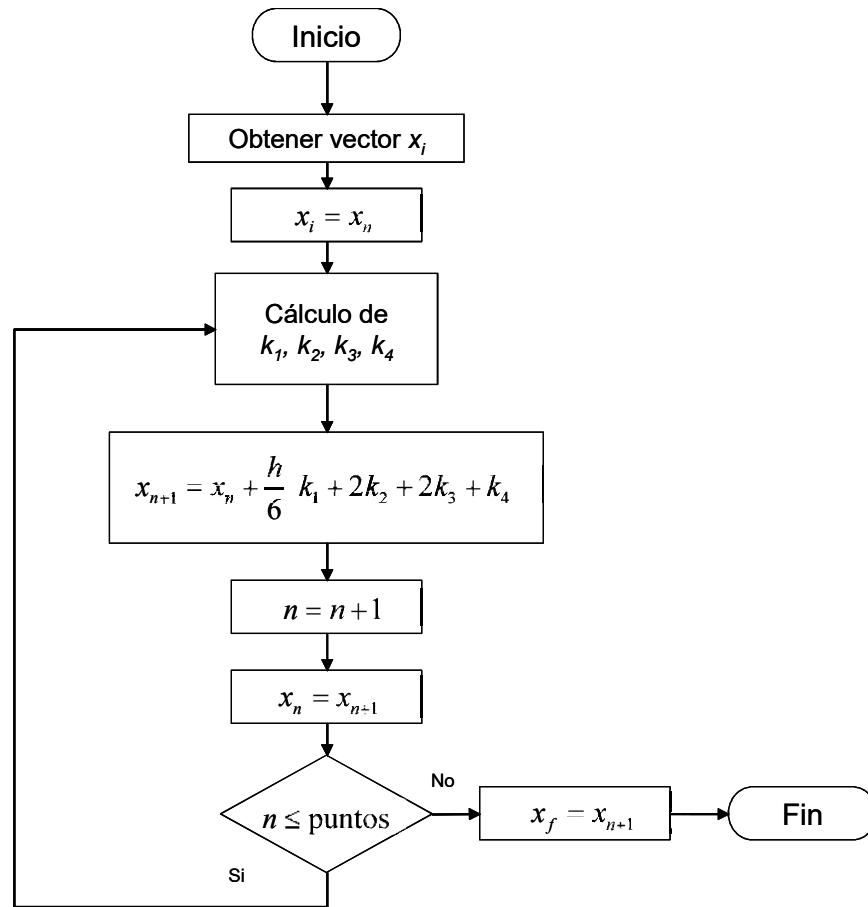 Inicio
Obtener vector x_i
x_i = x_n
Cálculo de
k_1, k_2, k_3, k_4
x_{n+1} = x_n + \frac{h}{6} k_1 + 2k_2 + 2k_3 + k_4
n = n + 1
x_n = x_{n+1}
n ≤ puntos
No
x_f = x_{n+1}
Fin
Si